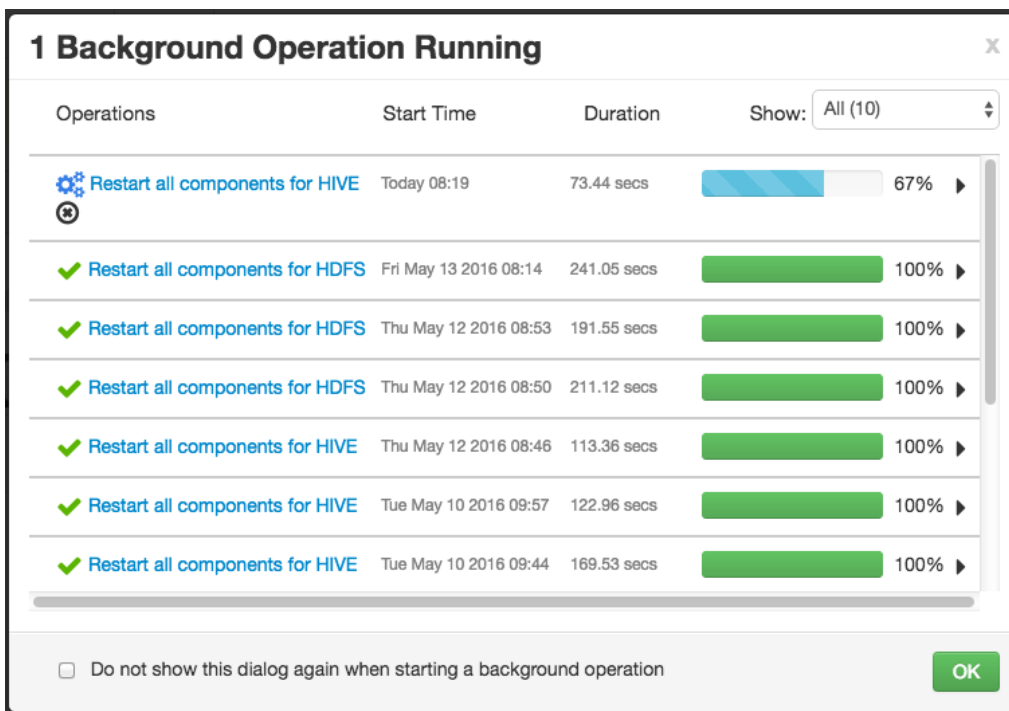 1 Background Operation Running x
Operations Start Time Duration Show: All (10)
Restart all components for HIVE Today 08:19 73.44 secs 67%
Restart all components for HDFS Fri May 13 2016 08:14 241.05 secs 100%
Restart all components for HDFS Thu May 12 2016 08:53 191.55 secs 100%
Restart all components for HDFS Thu May 12 2016 08:50 211.12 secs 100%
Restart all components for HIVE Thu May 12 2016 08:46 113.36 secs 100%
Restart all components for HIVE Tue May 10 2016 09:57 122.96 secs 100%
Restart all components for HIVE Tue May 10 2016 09:44 169.53 secs 100%
Do not show this dialog again when starting a background operation OK